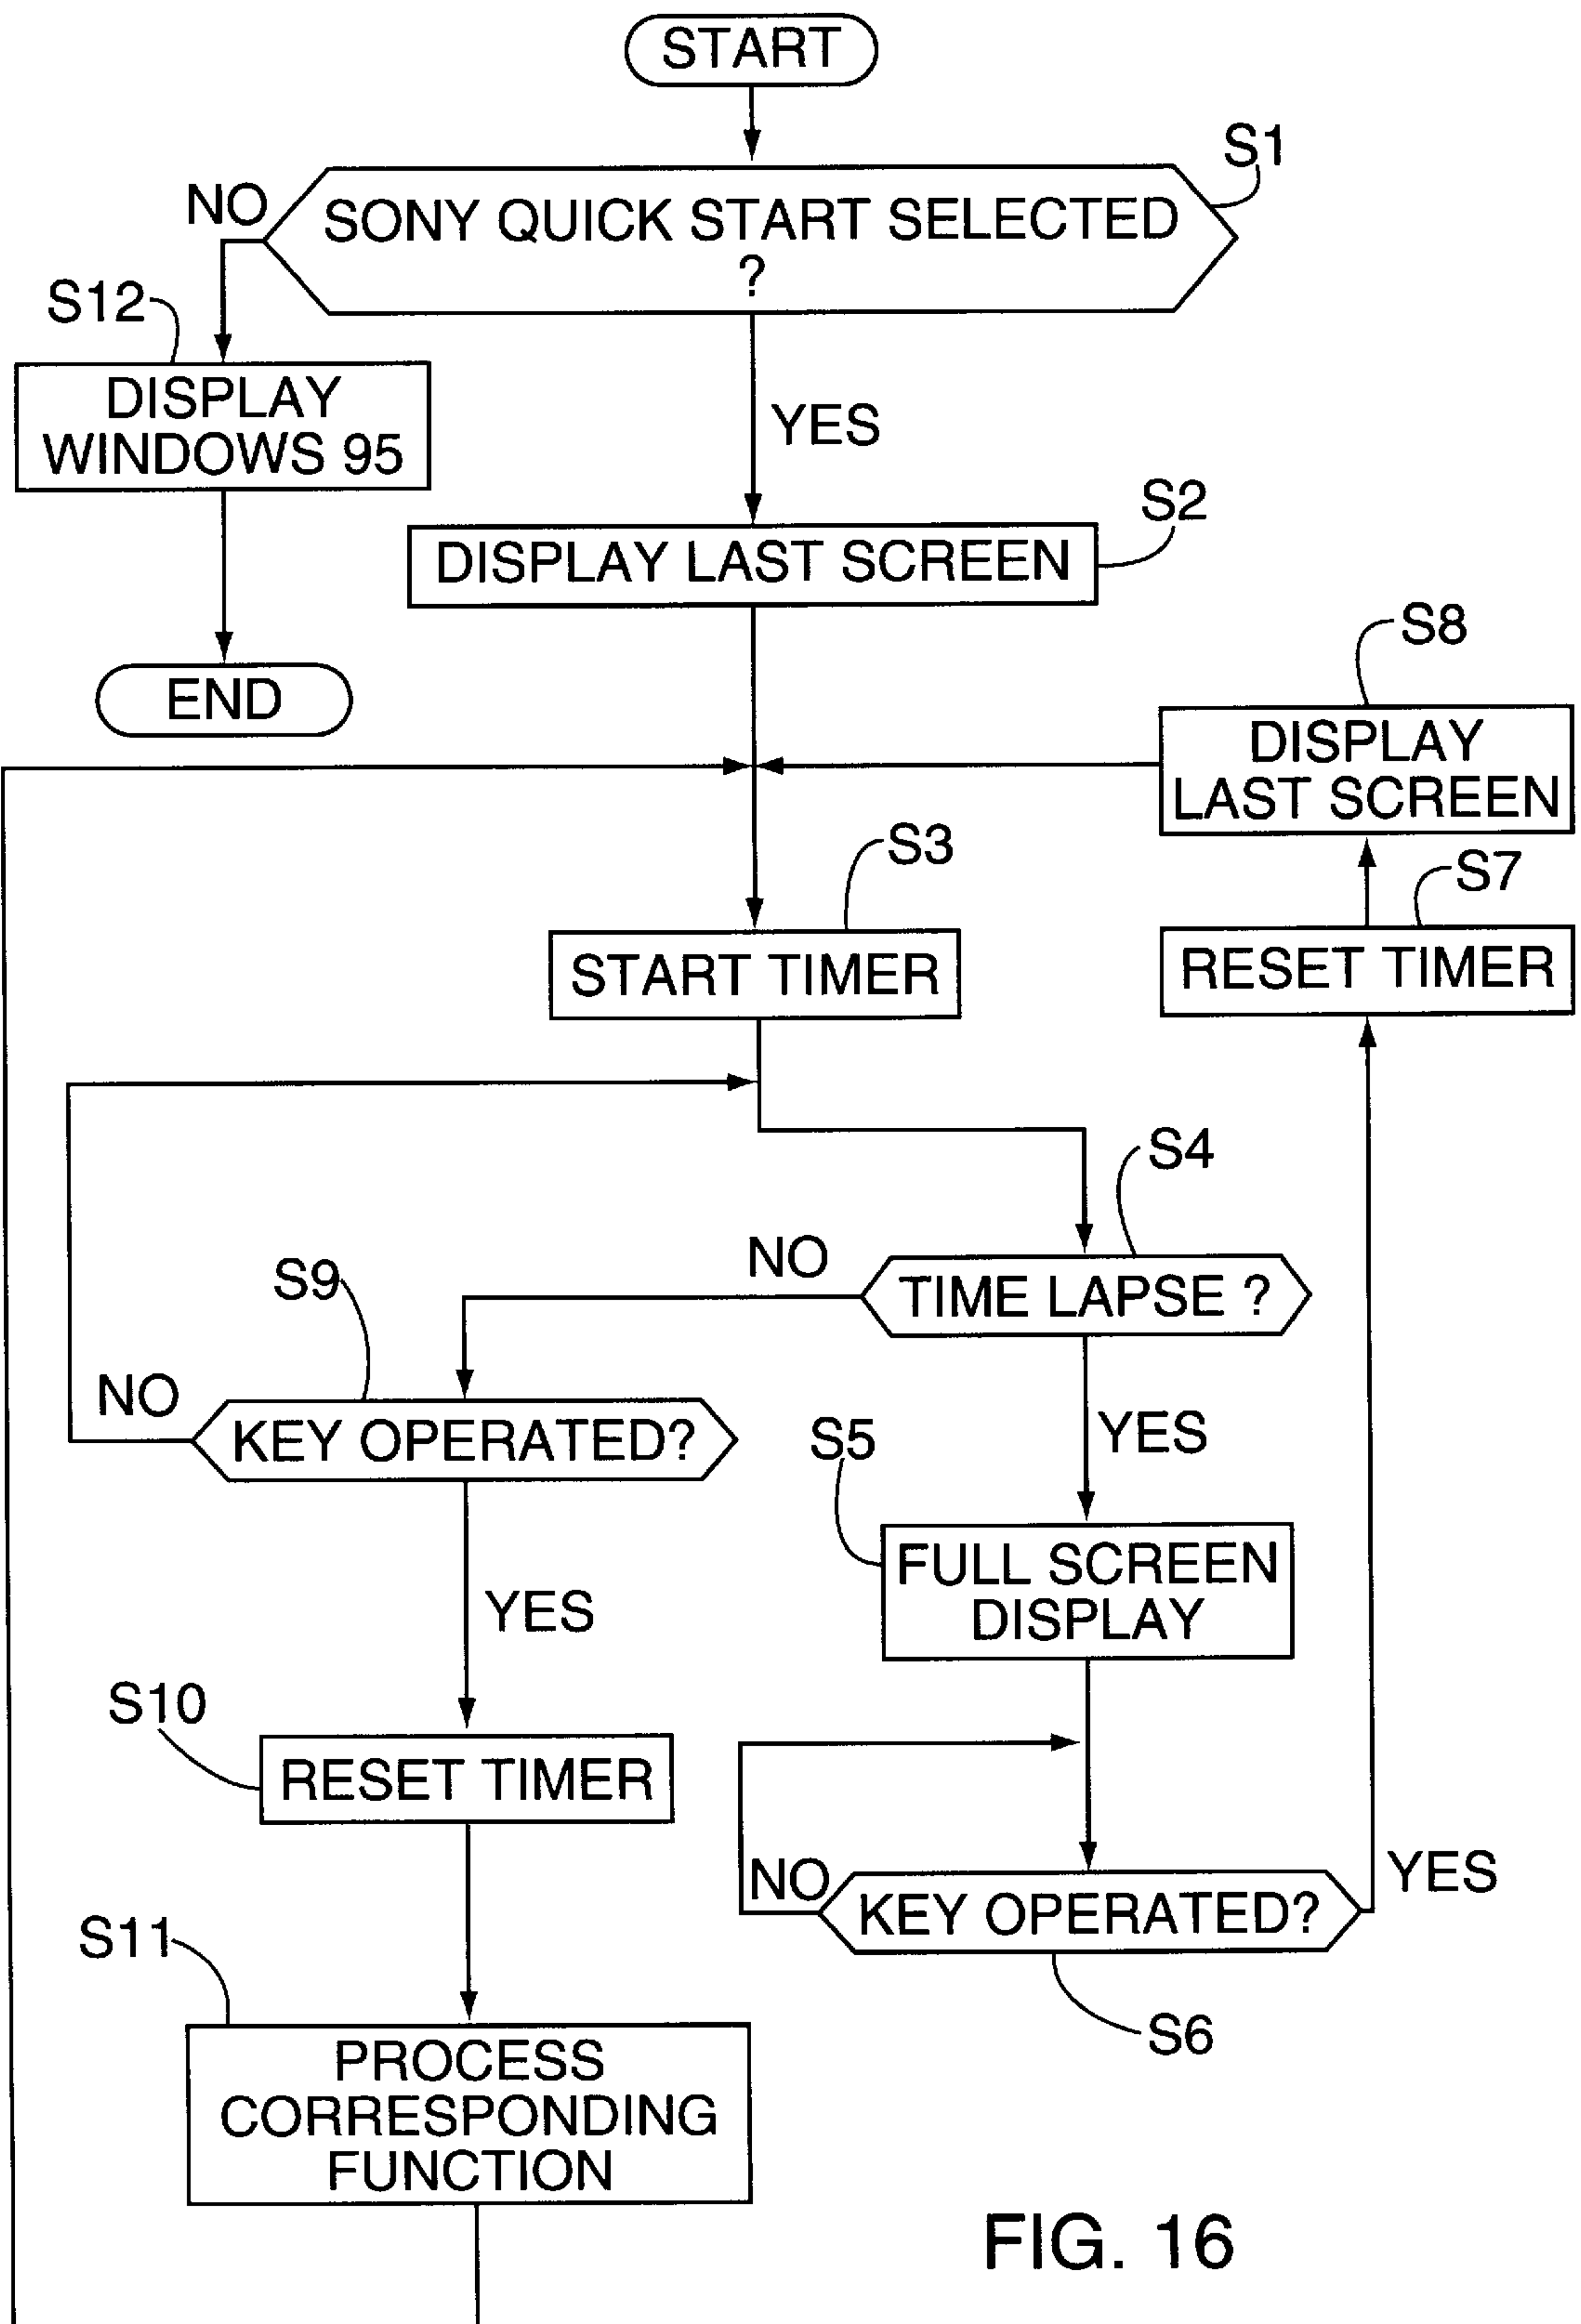 START
S1
NO
SONY QUICK START SELECTED
?
S12
DISPLAY
WINDOWS 95
YES
S2
DISPLAY LAST SCREEN
S8
END
DISPLAY
LAST SCREEN
S3
S7
START TIMER
RESET TIMER
S4
NO
TIME LAPSE ?
S9
NO
KEY OPERATED?
YES
S5
FULL SCREEN
DISPLAY
YES
S10
RESET TIMER
NO
KEY OPERATED?
YES
S11
S6
PROCESS
CORRESPONDING
FUNCTION
FIG. 16